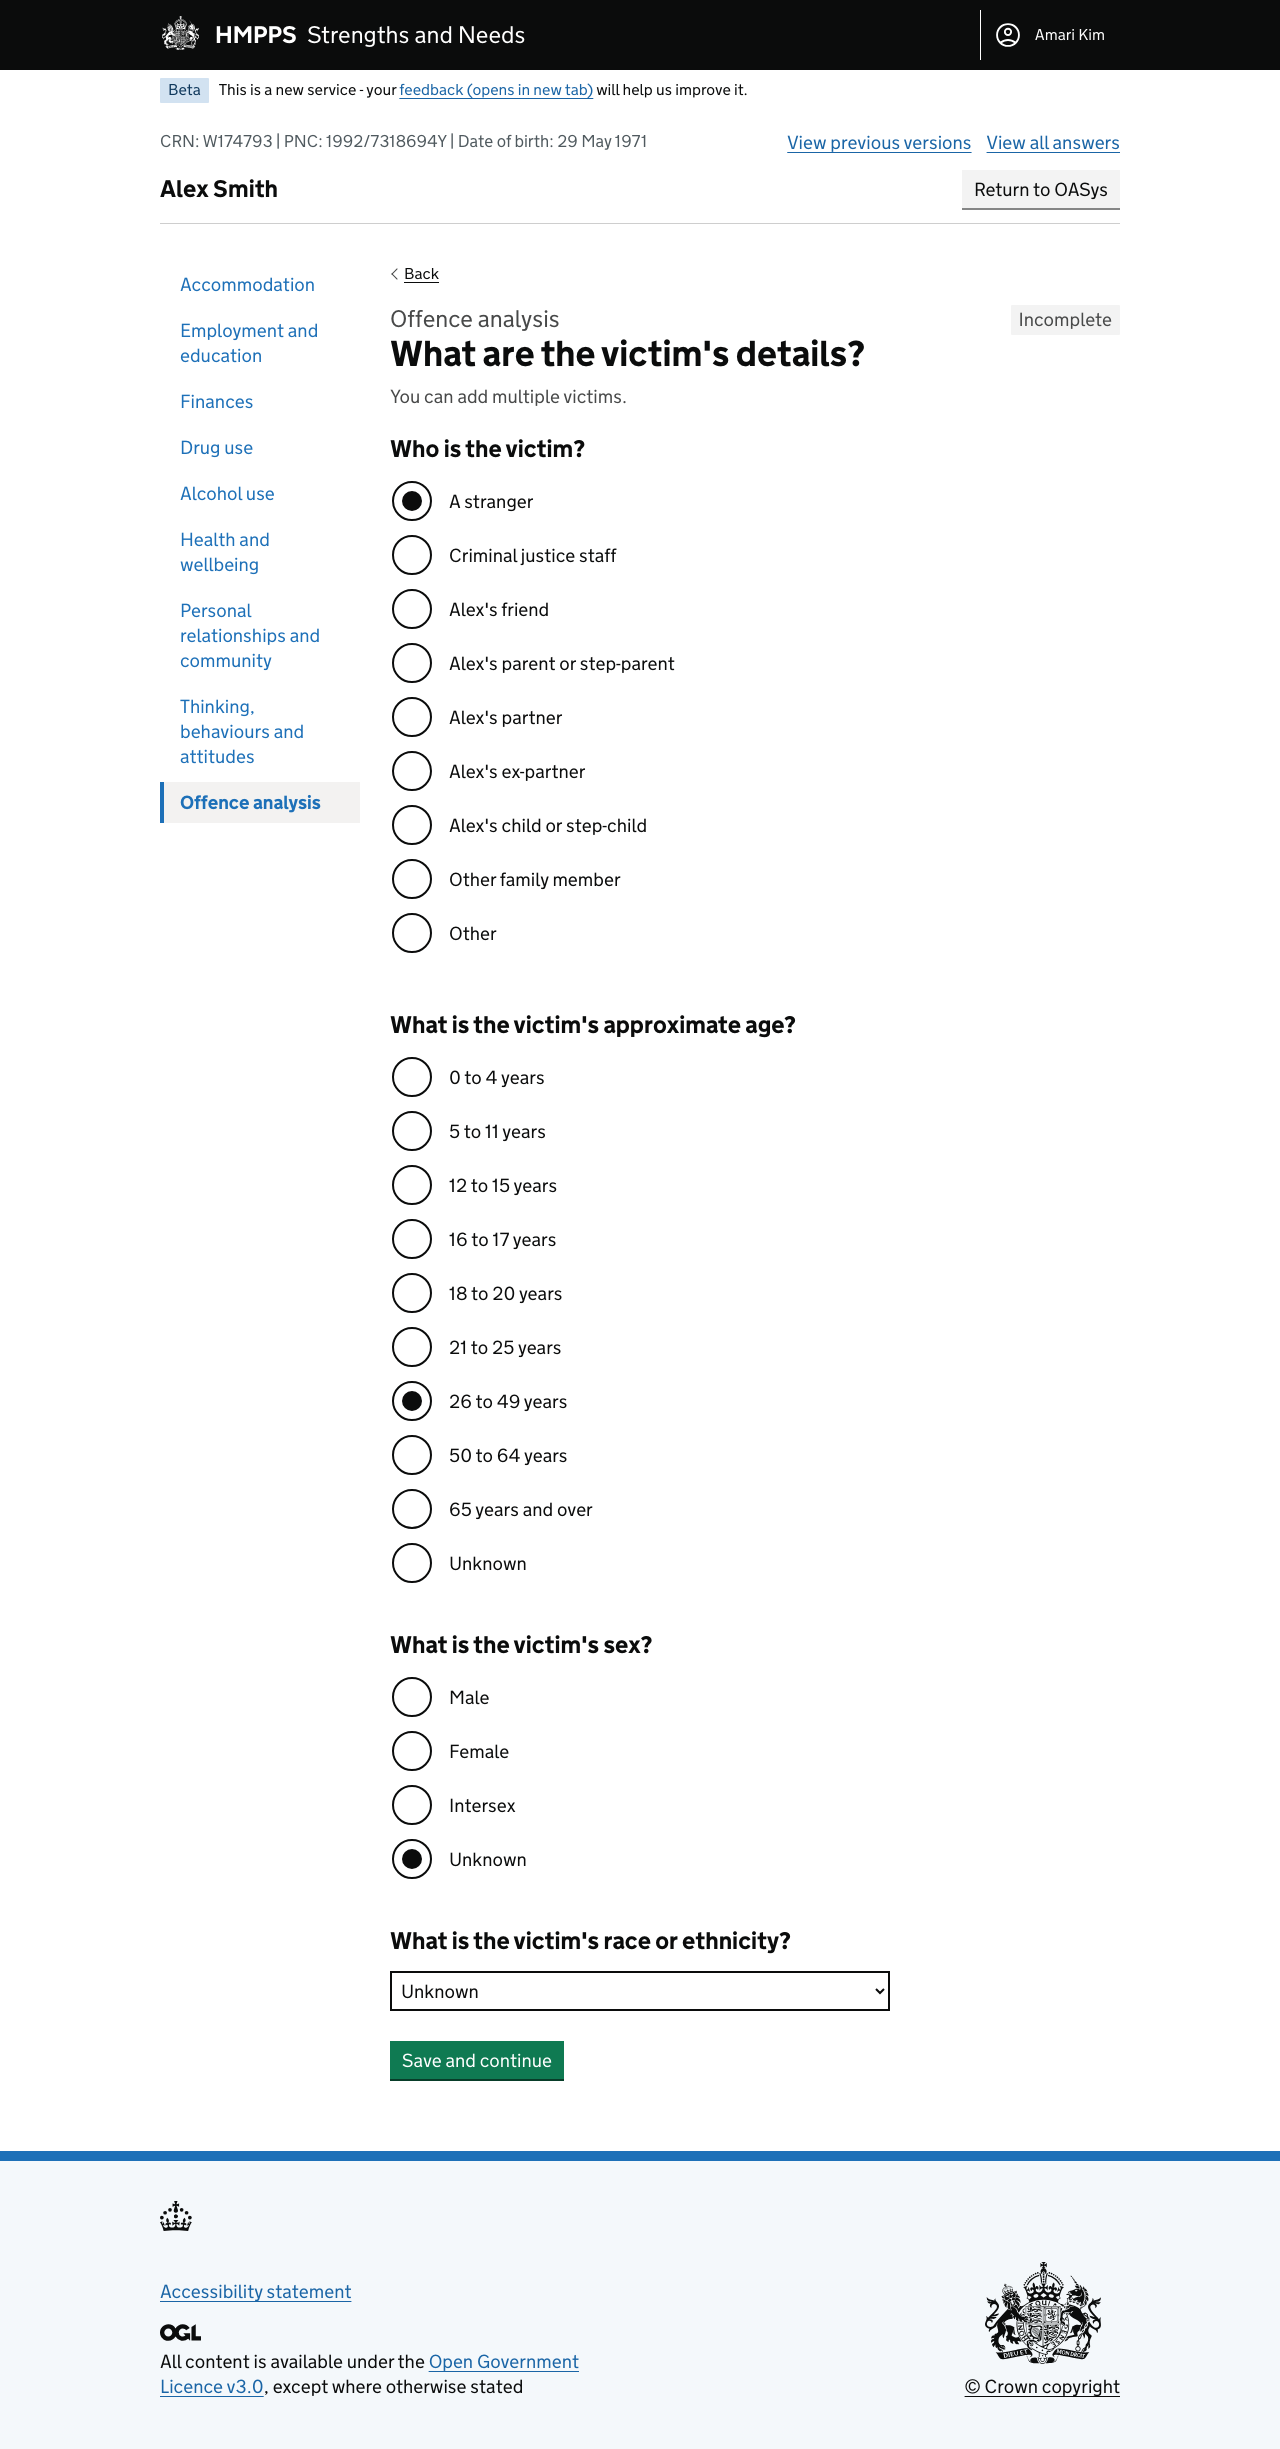 HMPPS Strengths and Needs
Amari Kim
Beta This is a new service - your feedback (opens in new tab) will help us improve it.
CRN: W174793 | PNC: 1992/7318694Y | Date of birth: 29 May 1971
View previous versions View all answers
Alex Smith
Return to OASys
Accommodation
Employment and
education
Finances
Drug use
Alcohol use
Health and
wellbeing
Personal
relationships and
community
Thinking,
behaviours and
attitudes
Offence analysis
Back
Offence analysis
Incomplete
What are the victim's details?
You can add multiple victims.
Who is the victim?
A stranger
Criminal justice staff
Alex's friend
Alex's parent or step-parent
Alex's partner
Alex's ex-partner
Alex's child or step-child
Other family member
Other
What is the victim's approximate age?
0 to 4 years
5 to 11 years
12 to 15 years
16 to 17 years
18 to 20 years
21 to 25 years
26 to 49 years
50 to 64 years
65 years and over
Unknown
What is the victim's sex?
Male
Female
Intersex
Unknown
What is the victim's race or ethnicity?
Unknown
Save and continue
Accessibility statement
OGL
All content is available under the Open Government
Licence v3.0, except where otherwise stated
© Crown copyright